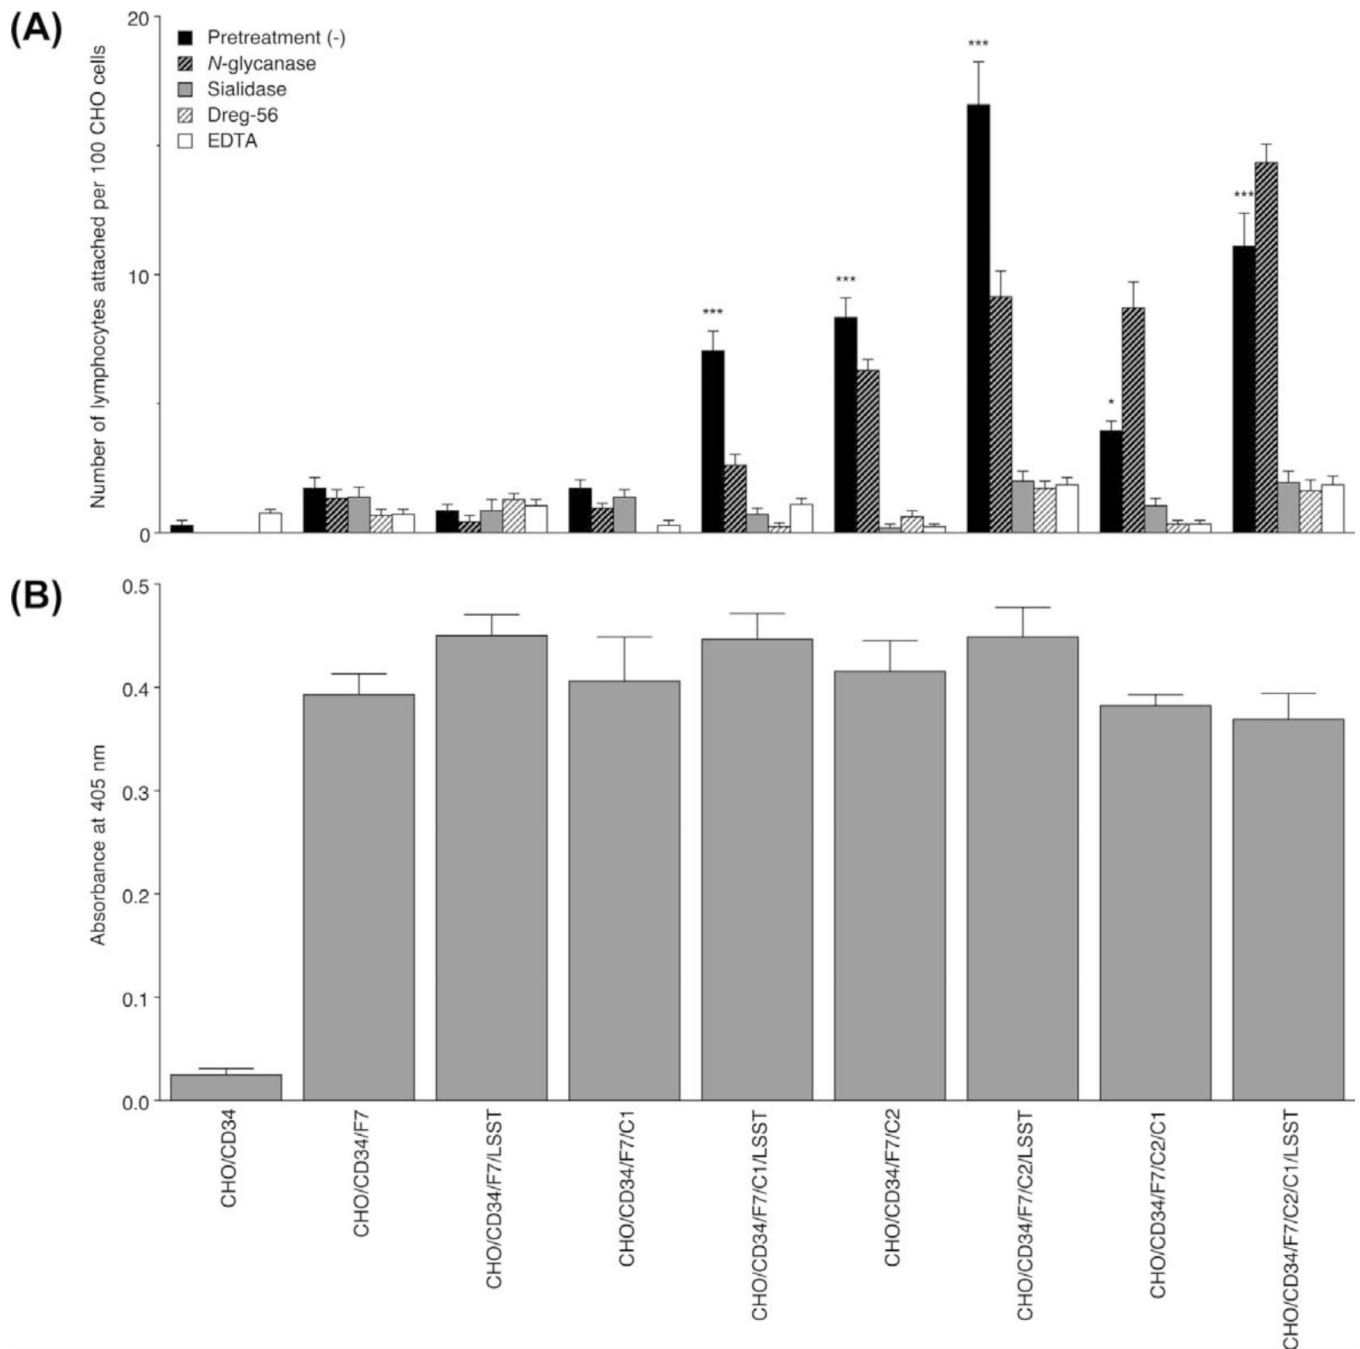 (A)
Number of lymphocytes attached per 100 CHO cells
20
10
0
Pretreatment (-)
N-glycanase
Sialidase
Dreg-56
EDTA
***
***
***
*
***
(B)
Absorbance at 405 nm
0.5
0.4
0.3
0.2
0.1
0.0
CHO/CD34
CHO/CD34/F7
CHO/CD34/F7/LSST
CHO/CD34/F7/C1
CHO/CD34/F7/C1/LSST
CHO/CD34/F7/C2
CHO/CD34/F7/C2/LSST
CHO/CD34/F7/C2/C1
CHO/CD34/F7/C2/C1/LSST